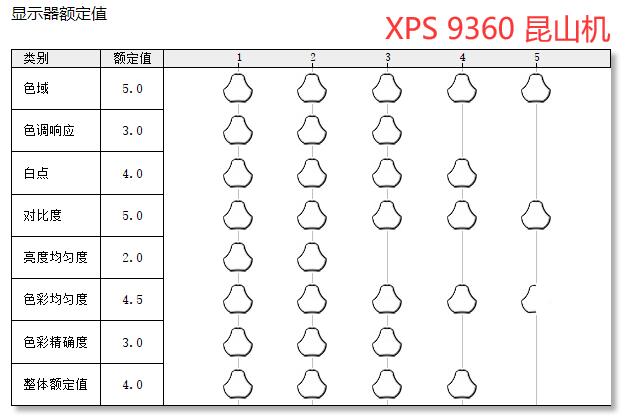 显示器额定值
XPS 9360 昆山机
类别 额定值 1 2 3 4 5
色域 5.0
色调响应 3.0
白点 4.0
对比度 5.0
亮度均匀度 2.0
色彩均匀度 4.5
色彩精确度 3.0
整体额定值 4.0